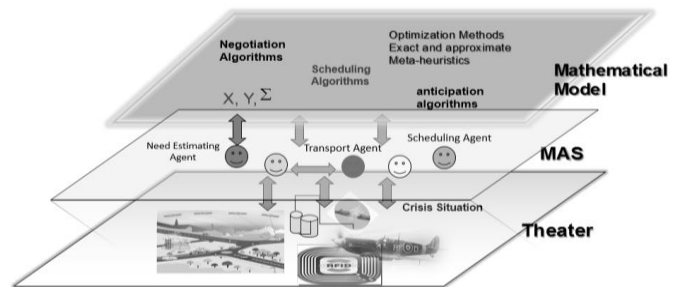 Optimization Methods
Exact and approximate
Meta-heuristics
Negotiation
Algorithms
Scheduling
Algorithms
Mathematical
Model
X, Y, Σ
anticipation
algorithms
Need Estimating
Agent
Transport Agent
Scheduling Agent
MAS
Crisis Situation
Theater
RFID